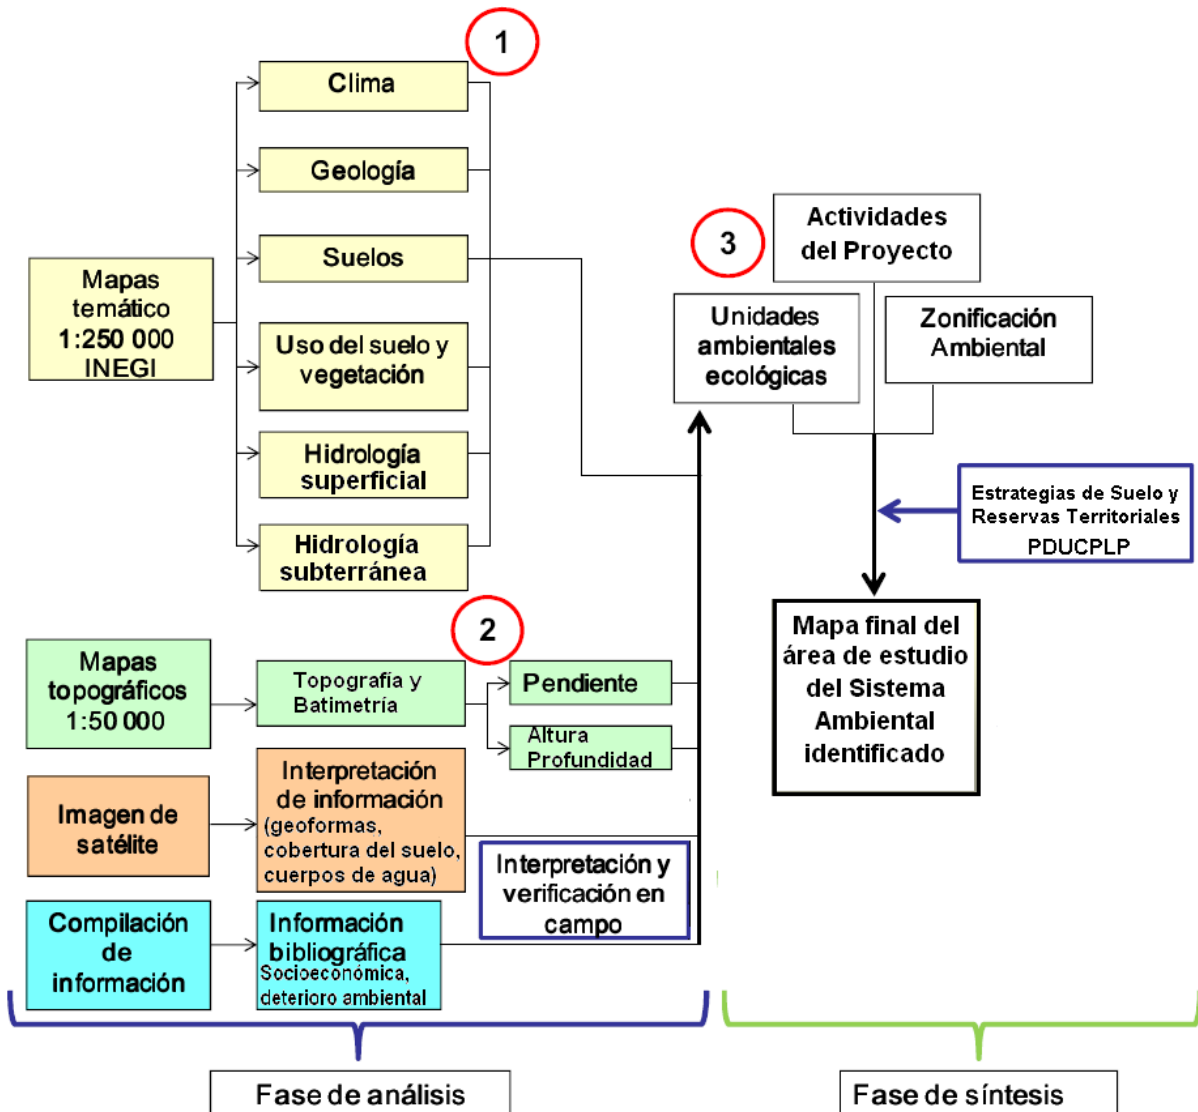 1
Clima
Geología
Suelos
Mapas
temático
1:250 000
INEGI
Uso del suelo y
vegetación
Hidrología
superficial
Hidrología
subterránea
2
Mapas
topográficos
1:50 000
Topografía y
Batimetría
Pendiente
Altura
Profundidad
Imagen de
satélite
Interpretación
de información
(geoformas,
cobertura del suelo,
cuerpos de agua)
Interpretación y
verificación en
campo
Compilación
de
información
Información
bibliográfica
Socioeconómica,
deterioro ambiental
Fase de análisis
3
Actividades
del Proyecto
Unidades
ambientales
ecológicas
Zonificación
Ambiental
Estrategias de Suelo y
Reservas Territoriales
PDUCPLP
Mapa final del
área de estudio
del Sistema
Ambiental
identificado
Fase de síntesis